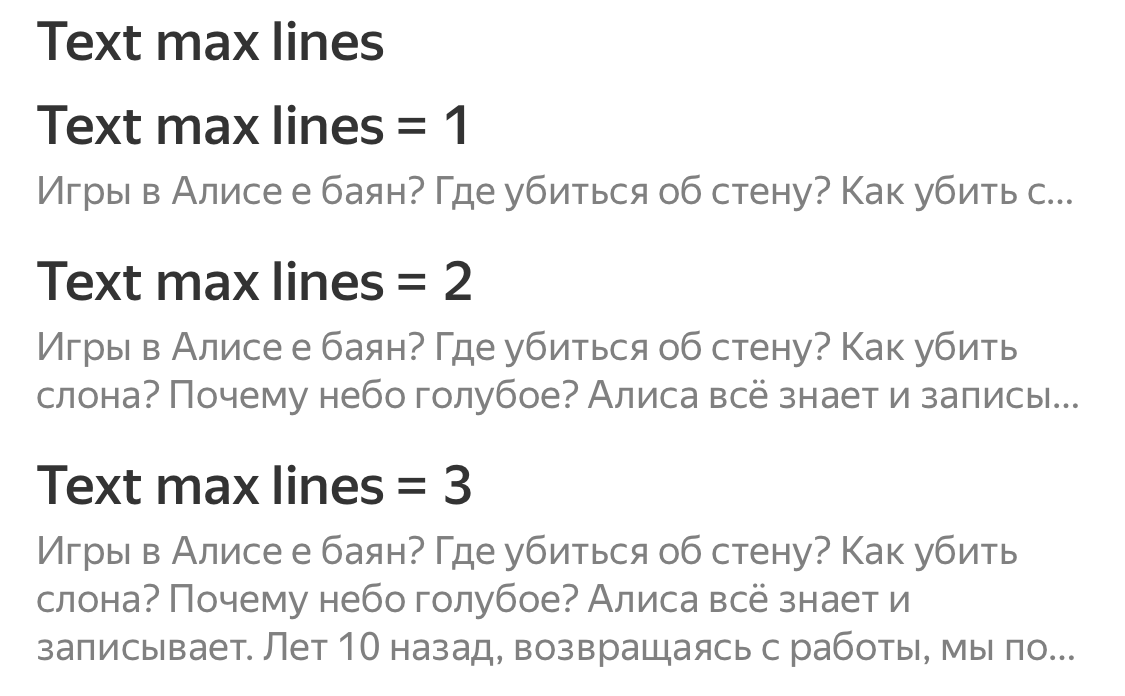 Text max lines
Text max lines = 1
Игры в Алисе е баян? Где убиться об стену? Как убить с...
Text max lines = 2
Игры в Алисе е баян? Где убиться об стену? Как убить
слона? Почему небо голубое? Алиса всё знает и записы...
Text max lines = 3
Игры в Алисе е баян? Где убиться об стену? Как убить
слона? Почему небо голубое? Алиса всё знает и
записывает. Лет 10 назад, возвращаясь с работы, мы по...